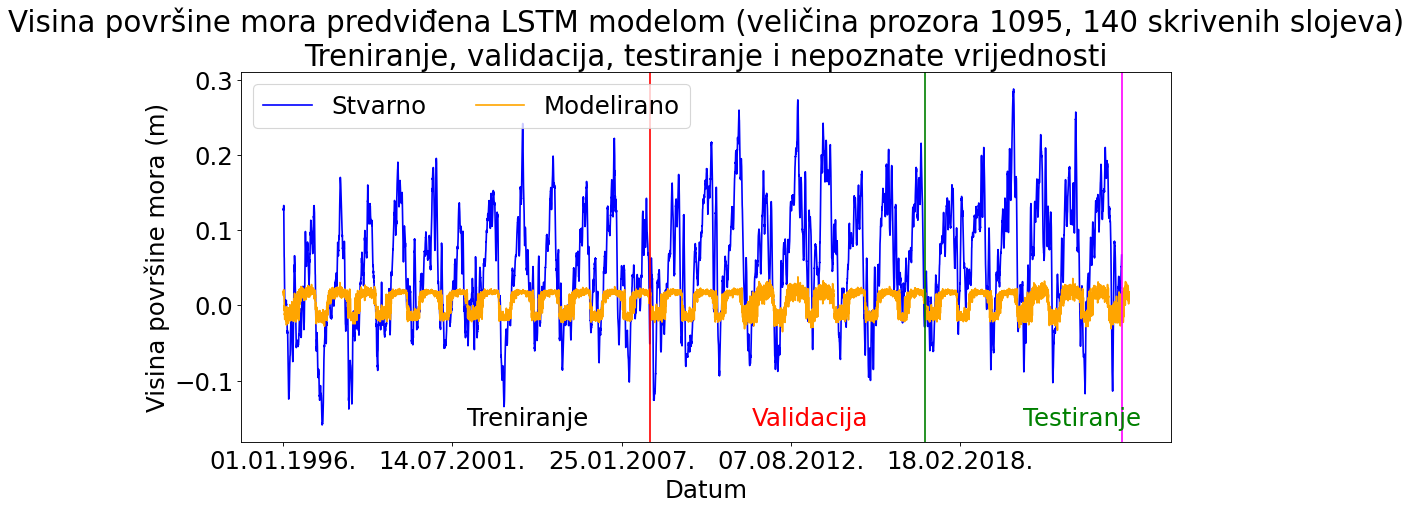 Visina površine mora predviđena LSTM modelom (veličina prozora 1095, 140 skrivenih slojeva)
Treniranje, validacija, testiranje i nepoznate vrijednosti
Visina površine mora (m)
0.3
0.2
0.1
0.0
−0.1
Stvarno Modelirano
Treniranje Validacija Testiranje
01.01.1996. 14.07.2001. 25.01.2007. 07.08.2012. 18.02.2018.
Datum